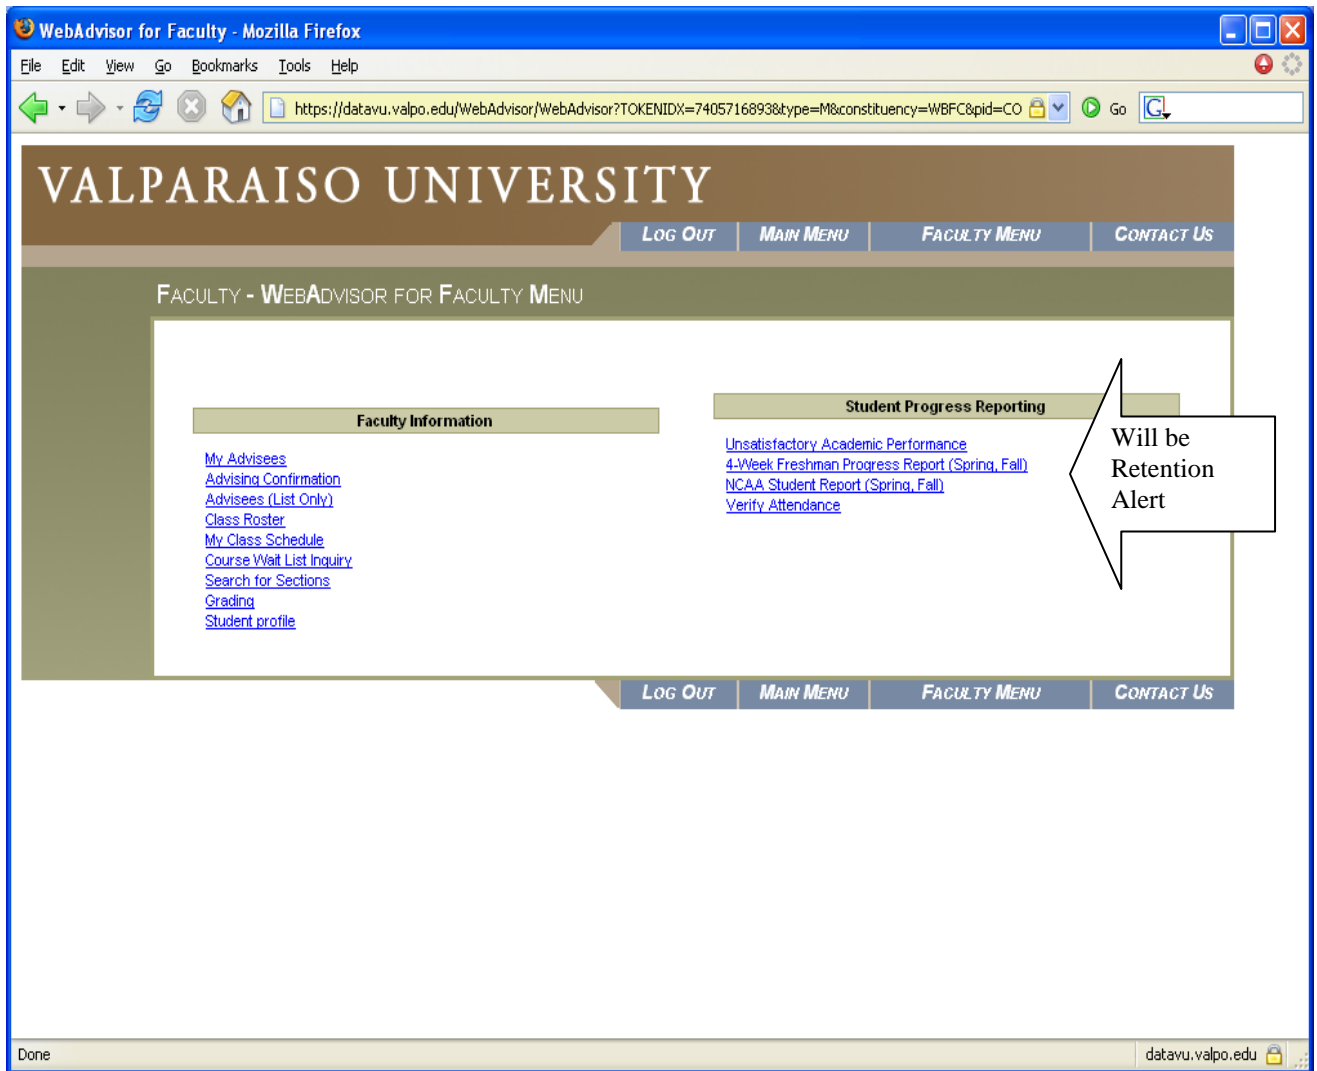 WebAdvisor for Faculty - Mozilla Firefox
File Edit View Go Bookmarks Tools Help
https://datavu.valpo.edu/WebAdvisor/WebAdvisor?TOKENIDX=7405716893&type=M&constituency=WBFC&pid=CO Go G
VALPARAISO UNIVERSITY
LOG OUT MAIN MENU FACULTY MENU CONTACT US
FACULTY - WEBADVISOR FOR FACULTY MENU
Faculty Information
My Advisees
Advising Confirmation
Advisees (List Only)
Class Roster
My Class Schedule
Course Wait List Inquiry
Search for Sections
Grading
Student profile
Student Progress Reporting
Unsatisfactory Academic Performance
4-Week Freshman Progress Report (Spring, Fall)
NCAA Student Report (Spring, Fall)
Verify Attendance
Will be
Retention
Alert
LOG OUT MAIN MENU FACULTY MENU CONTACT US
Done datavu.valpo.edu